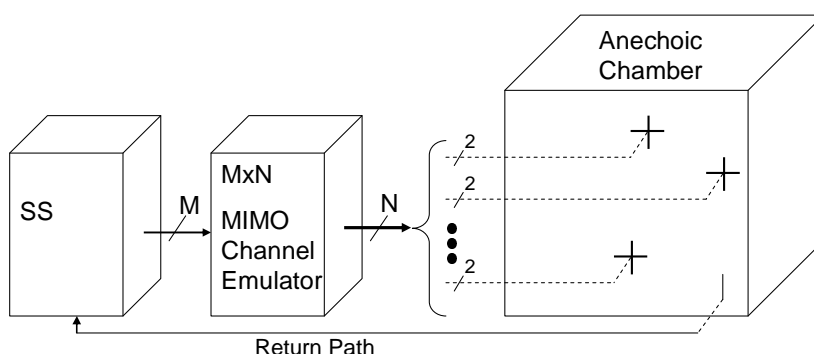 Anechoic
Chamber
SS
M
MxN
MIMO
Channel
Emulator
N
2
2
2
Return Path